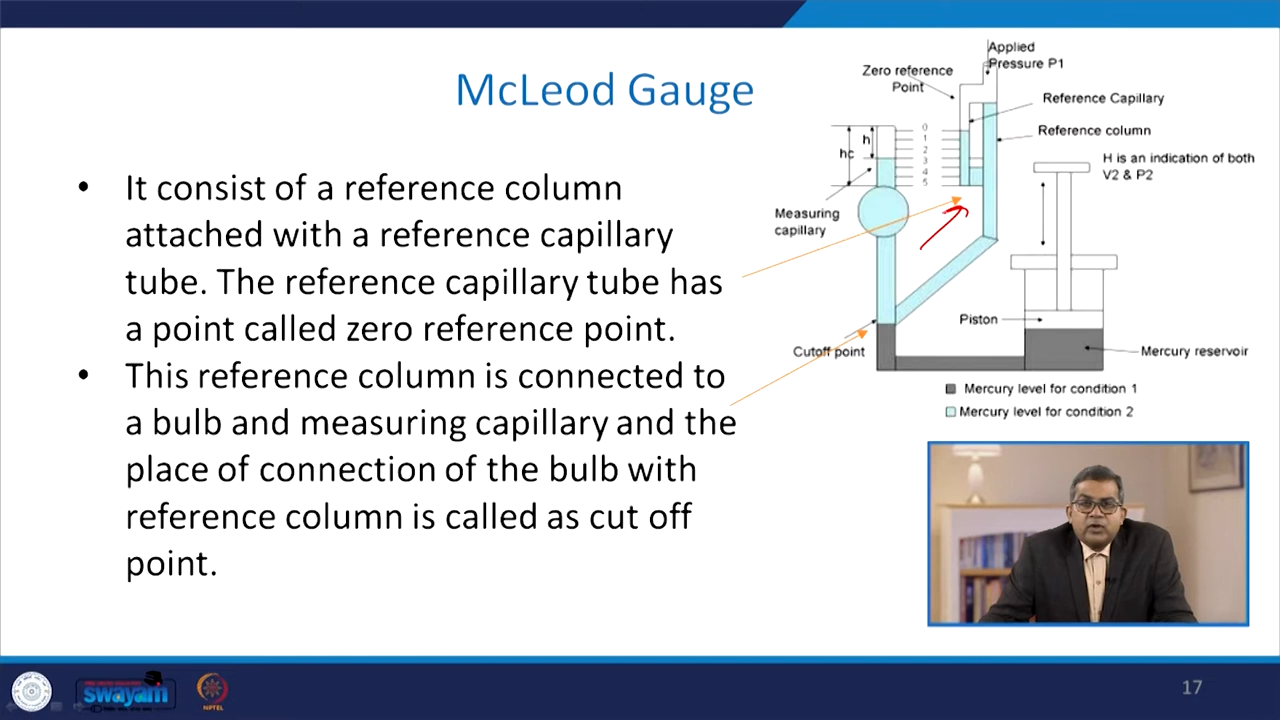 McLeod Gauge
• It consist of a reference column
attached with a reference capillary
tube. The reference capillary tube has
a point called zero reference point.
• This reference column is connected to
a bulb and measuring capillary and the
place of connection of the bulb with
reference column is called as cut off
point.
Applied
Pressure P1
Zero reference
Point
Reference Capillary
Reference column
H is an indication of both
V2 & P2
h
hc
0
1
2
3
4
5
Measuring
capillary
Piston
Cutoff point
Mercury reservoir
Mercury level for condition 1
Mercury level for condition 2
swayam
NPTEL
17